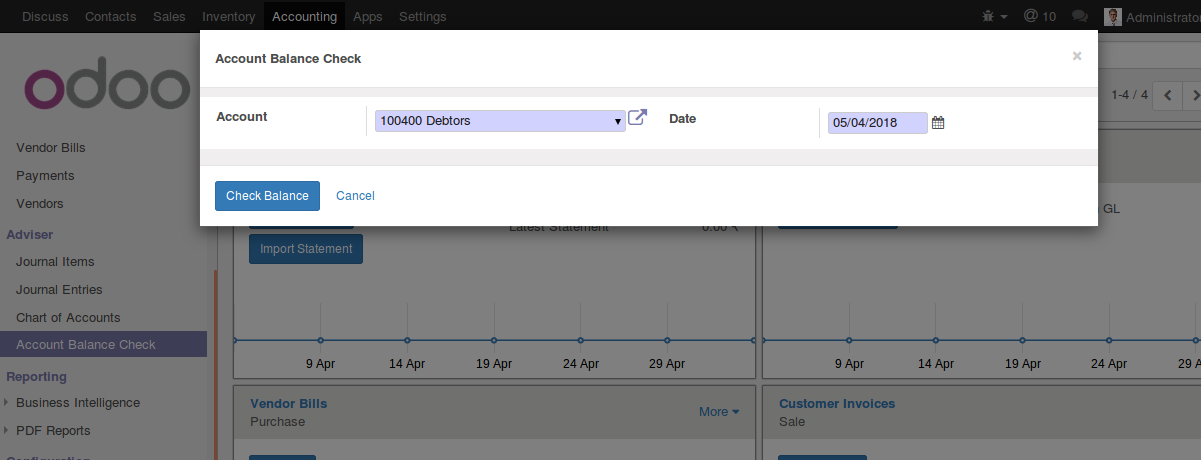 Discuss Contacts Sales Inventory Accounting Apps Settings @ 10 Administrator
odoo
Account Balance Check ×
1-4 / 4
Account 100400 Debtors Date 05/04/2018
Check Balance Cancel
Vendor Bills
Payments
Vendors
Adviser
Journal Items
Journal Entries
Chart of Accounts
Account Balance Check
Reporting
Business Intelligence
PDF Reports
Configuration
GL
Latest Statement 0.00 ₹
Import Statement
9 Apr 14 Apr 19 Apr 24 Apr 29 Apr
9 Apr 14 Apr 19 Apr 24 Apr 29 A
Vendor Bills More
Purchase
Customer Invoices
Sale